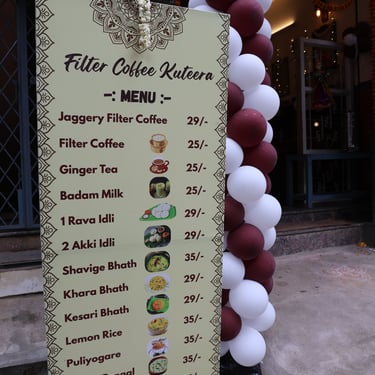 Filter Coffee Kuteera
-: MENU :-
Jaggery Filter Coffee 29/-
Filter Coffee 25/-
Ginger Tea 25/-
Badam Milk 25/-
1 Rava Idli 29/-
2 Akki Idli 29/-
Shavige Bhath 35/-
Khara Bhath 29/-
Kesari Bhath 29/-
Lemon Rice 35/-
Puliyogare 35/-
35/-